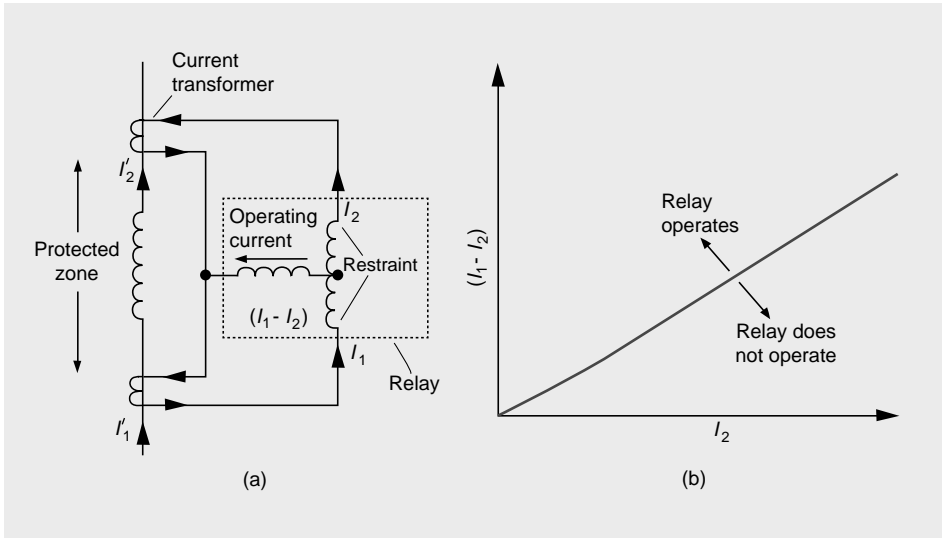 Current
transformer
I′2
Protected
zone
Operating
current
I2
Restraint
(I1 - I2)
I1
Relay
I′1
(a)
(I1 - I2)
Relay
operates
Relay does
not operate
I2
(b)